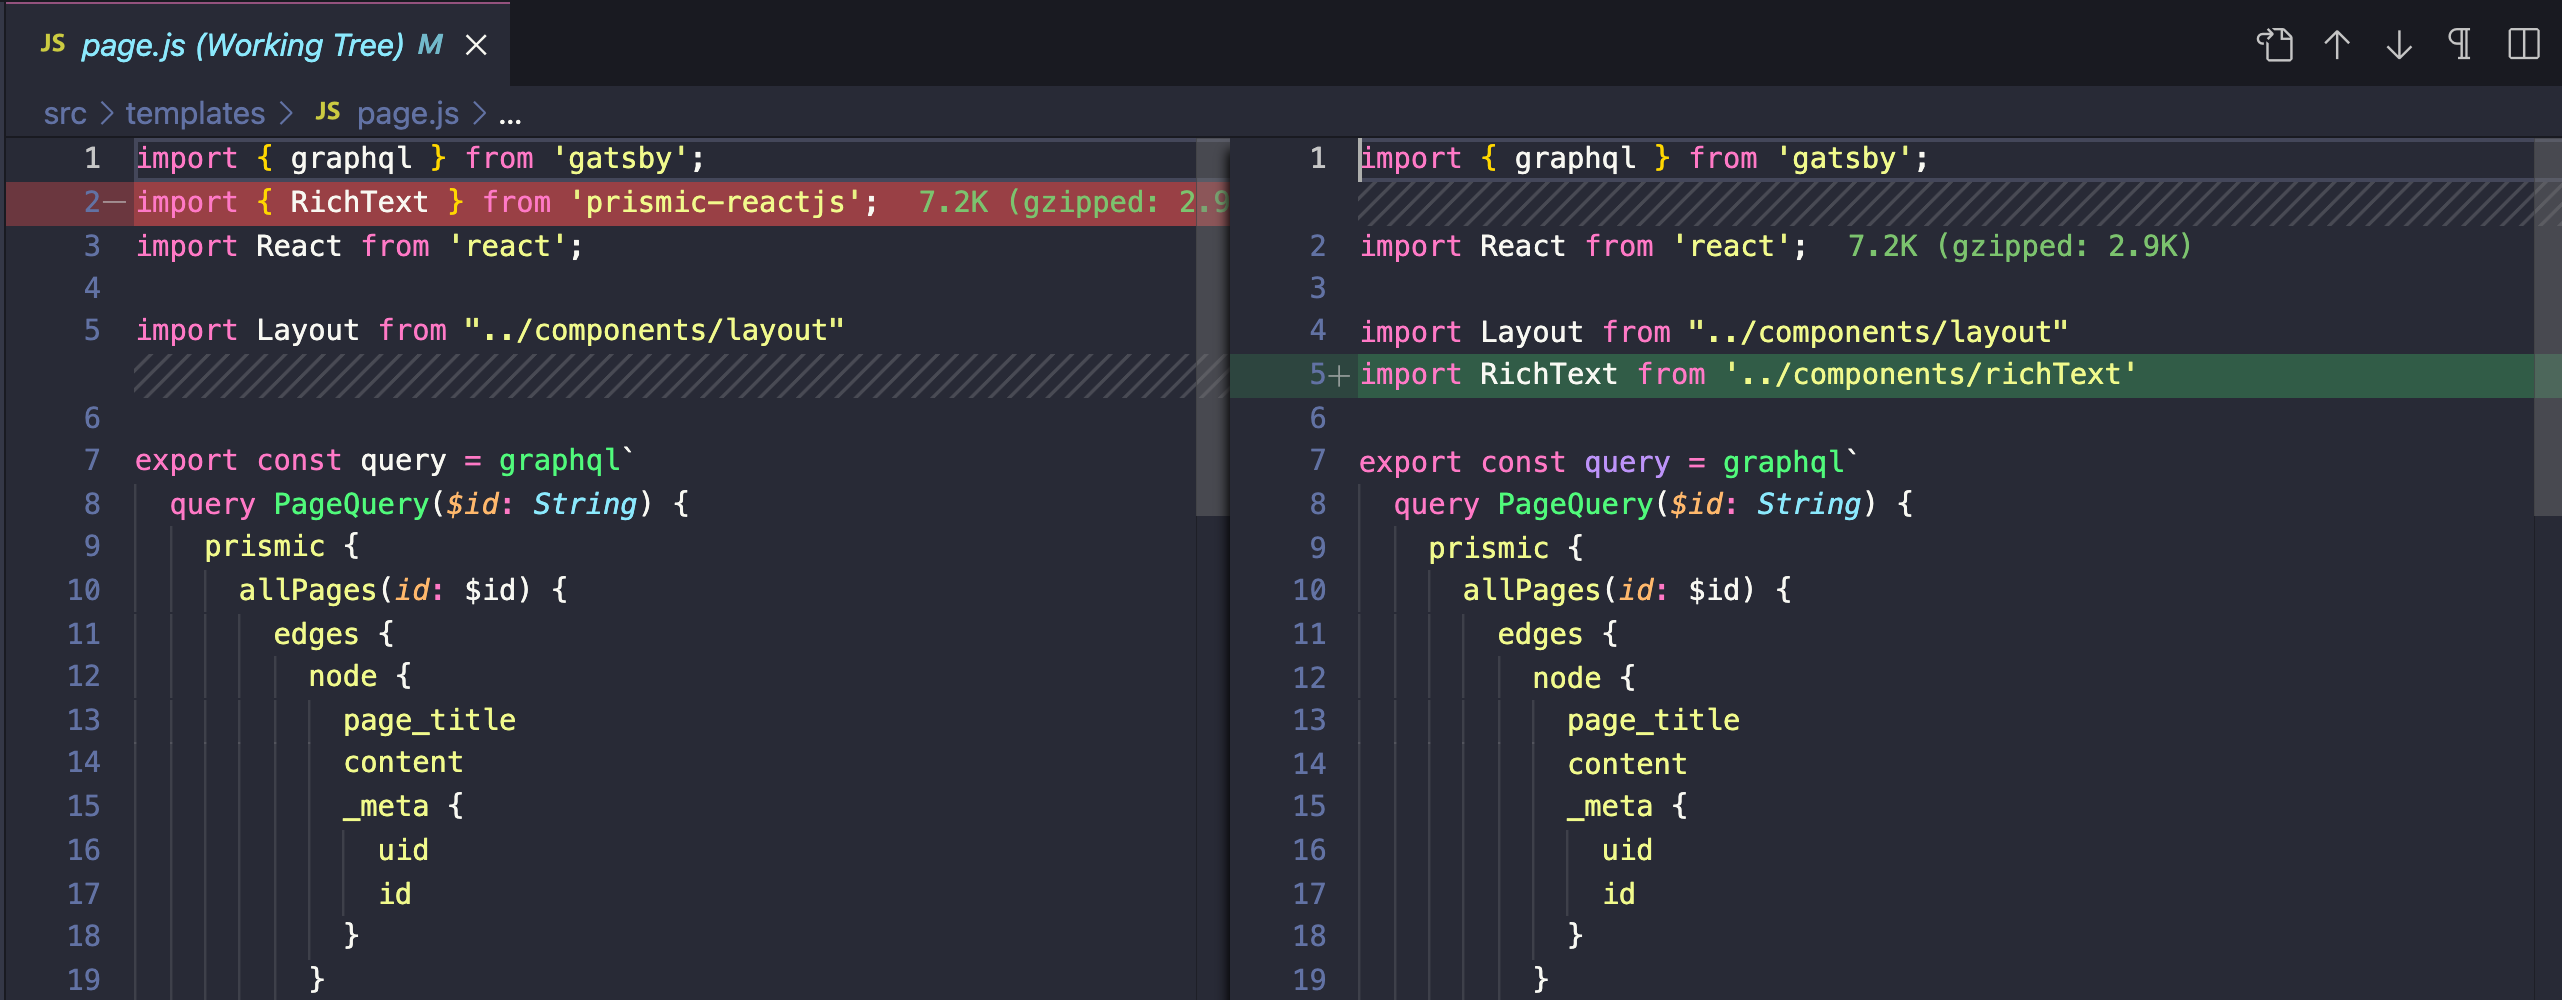 JS page.js (Working Tree) M
src > templates > JS page.js > ...
1 import { graphql } from 'gatsby';
2 import { RichText } from 'prismic-reactjs'; 7.2K (gzipped: 2.9
3 import React from 'react';
4
5 import Layout from "../components/layout"
6
7 export const query = graphql`
8 query PageQuery($id: String) {
9 prismic {
10 allPages(id: $id) {
11 edges {
12 node {
13 page_title
14 content
15 _meta {
16 uid
17 id
18 }
19 }
1 import { graphql } from 'gatsby';
2 import React from 'react'; 7.2K (gzipped: 2.9K)
3
4 import Layout from "../components/layout"
5+ import RichText from '../components/richText'
6
7 export const query = graphql`
8 query PageQuery($id: String) {
9 prismic {
10 allPages(id: $id) {
11 edges {
12 node {
13 page_title
14 content
15 _meta {
16 uid
17 id
18 }
19 }